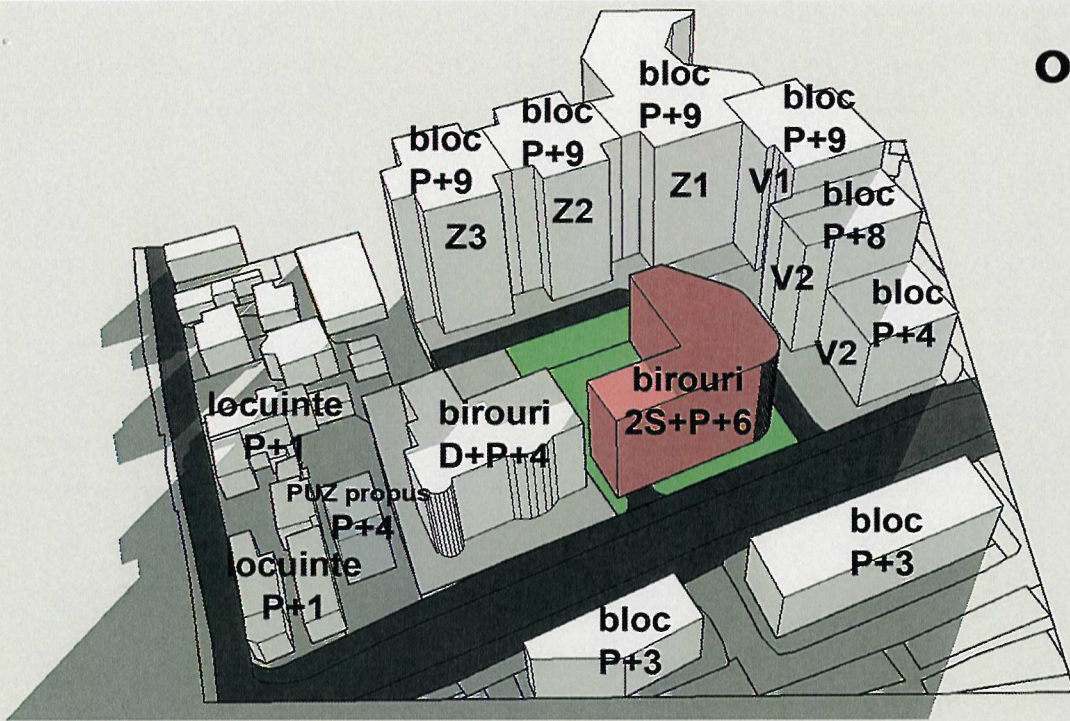 O
bloc
P+9
bloc
P+9
bloc
P+9
bloc
P+9
Z1
V1
bloc
P+8
Z2
Z3
V2
bloc
P+4
V2
birouri
2S+P+6
locuinte
P+1
birouri
D+P+4
PUZ propus
P+4
locuinte
P+1
bloc
P+3
bloc
P+3